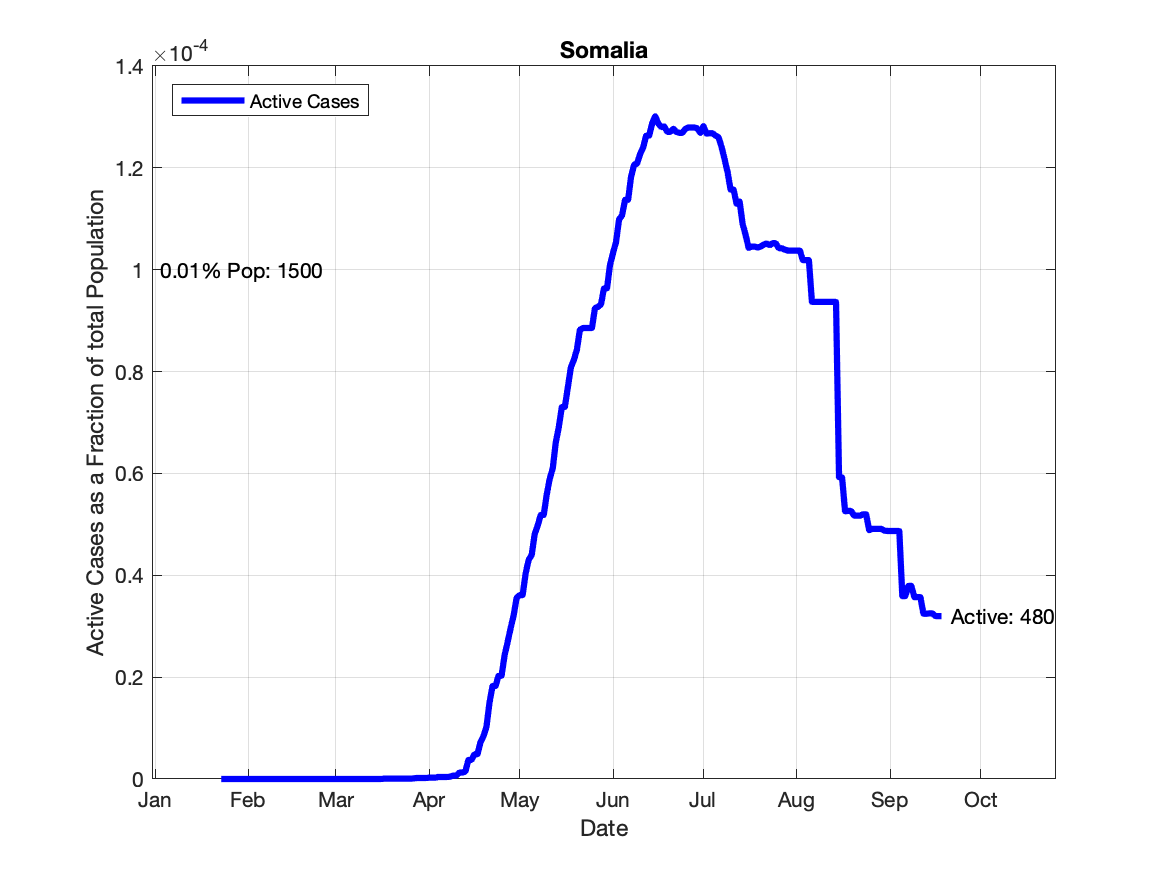 Somalia
×10⁻⁴
Active Cases
1.4
1.2
1
0.8
0.6
0.4
0.2
0
Active Cases as a Fraction of total Population
0.01% Pop: 1500
Active: 480
Jan Feb Mar Apr May Jun Jul Aug Sep Oct
Date